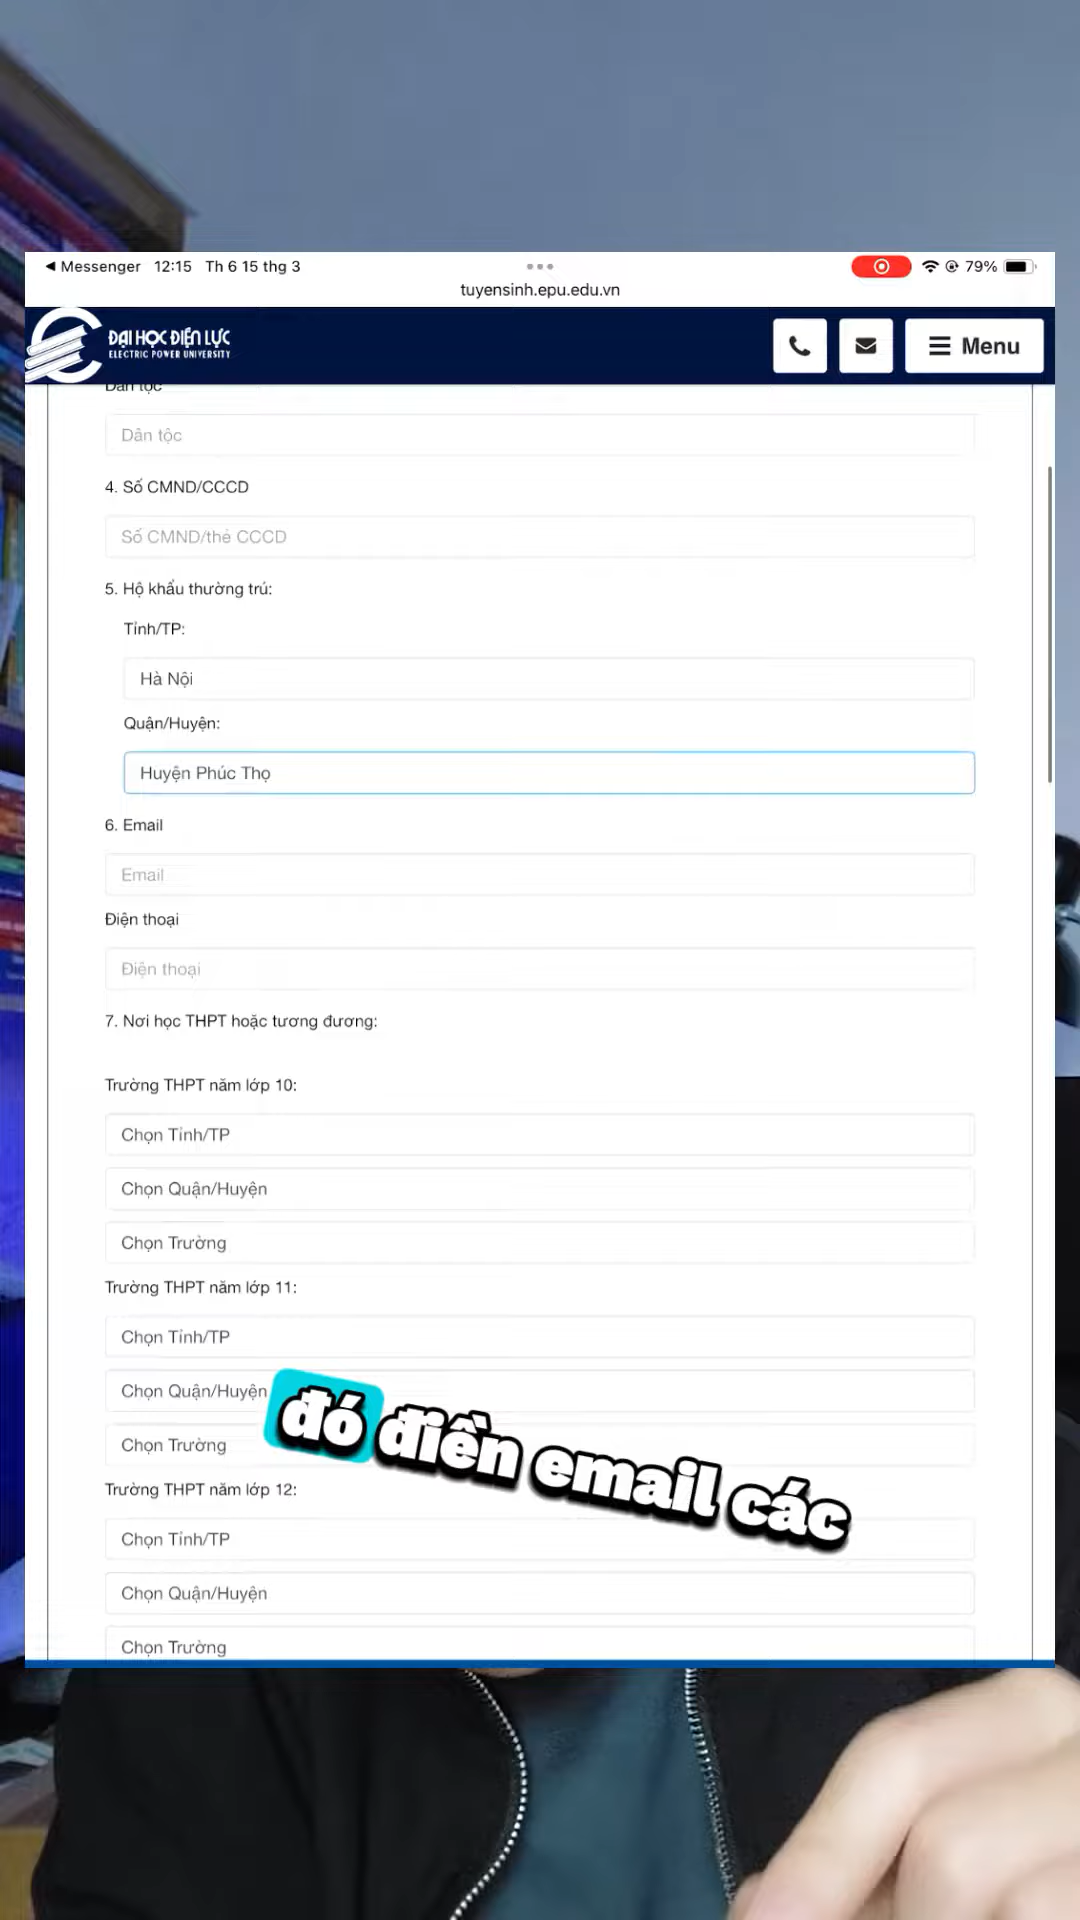 Messenger 12:15 Th 6 15 thg 3
79%
tuyensinh.epu.edu.vn
ĐẠI HỌC ĐIỆN LỰC
ELECTRIC POWER UNIVERSITY
Menu
Dân tộc
Dân tộc
4. Số CMND/CCCD
Số CMND/thẻ CCCD
5. Hộ khẩu thường trú:
Tỉnh/TP:
Hà Nội
Quận/Huyện:
Huyện Phúc Thọ
6. Email
Email
Điện thoại
Điện thoại
7. Nơi học THPT hoặc tương đương:
Trường THPT năm lớp 10:
Chọn Tỉnh/TP
Chọn Quận/Huyện
Chọn Trường
Trường THPT năm lớp 11:
Chọn Tỉnh/TP
Chọn Quận/Huyện
Chọn Trường
đó điền email các
Trường THPT năm lớp 12:
Chọn Tỉnh/TP
Chọn Quận/Huyện
Chọn Trường